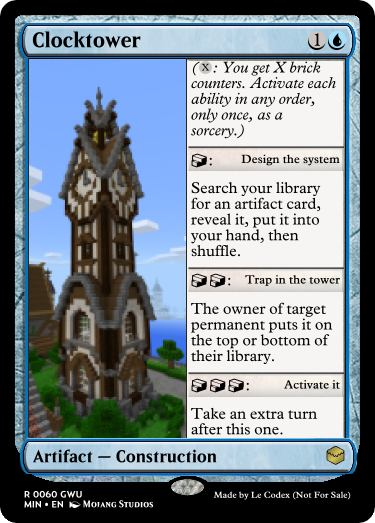 Clocktower 1
(X: You get X brick
counters. Activate each
ability in any order,
only once, as a
sorcery.)
: Design the system
Search your library
for an artifact card,
reveal it, put it into
your hand, then
shuffle.
: Trap in the tower
The owner of target
permanent puts it on
the top or bottom of
their library.
: Activate it
Take an extra turn
after this one.
Artifact — Construction
R 0060 GWU
MIN • EN Mojang Studios
Made by Le Codex (Not For Sale)